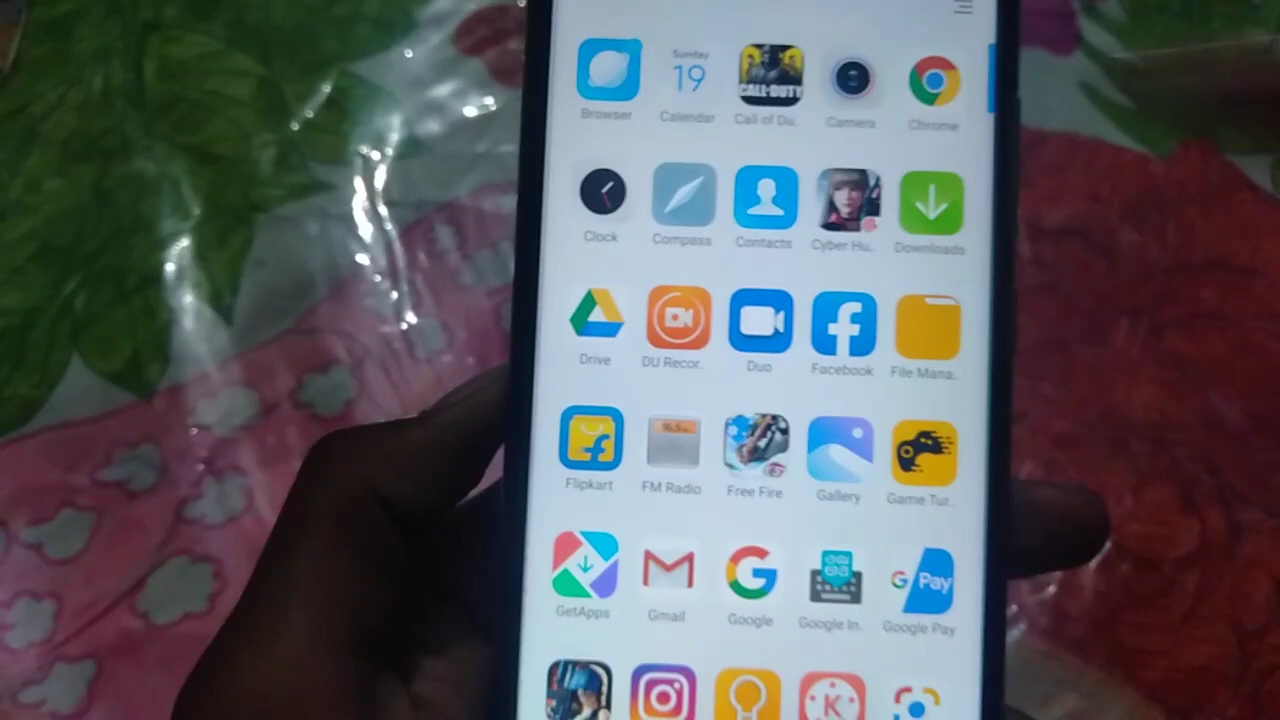 Sunday
19
CALL·DUTY
Browser
Calendar
Call of Du..
Camera
Chrome
Clock
Compass
Contacts
Cyber Hu..
Downloads
Drive
DU Recor..
Duo
Facebook
File Mana..
Flipkart
FM Radio
Free Fire
Gallery
Game Tur..
G Pay
GetApps
Gmail
Google
Google In..
Google Pay
K